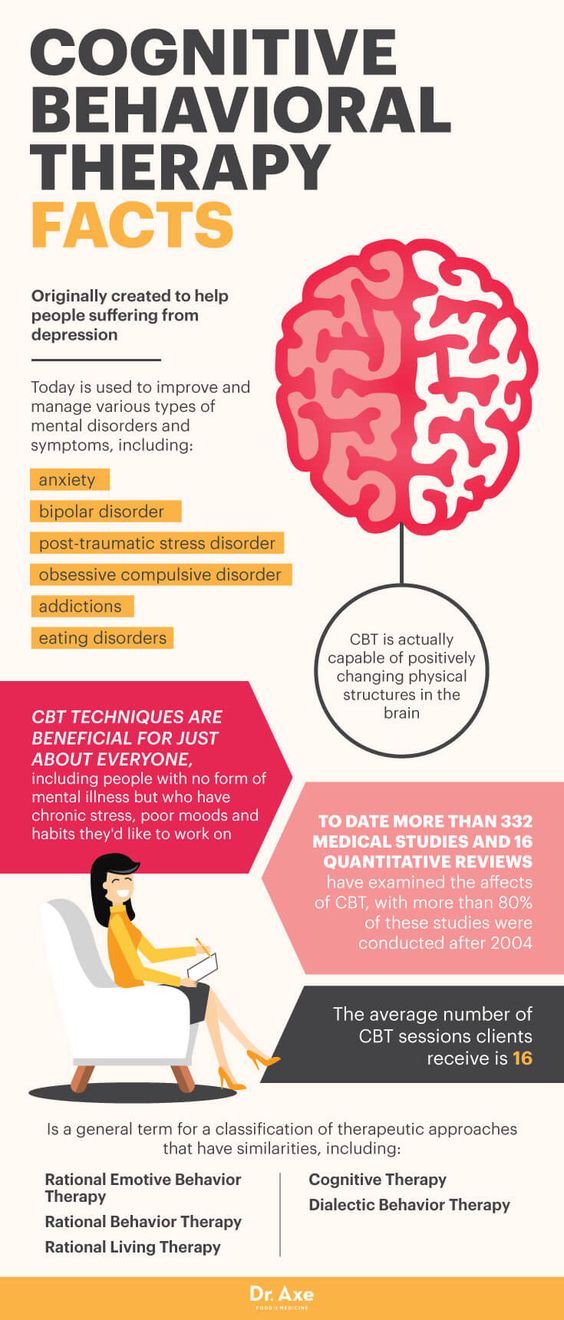 COGNITIVE
BEHAVIORAL
THERAPY
FACTS
Originally created to help
people suffering from
depression
Today is used to improve and
manage various types of
mental disorders and
symptoms, including:
anxiety
bipolar disorder
post-traumatic stress disorder
obsessive compulsive disorder
addictions
eating disorders
CBT is actually
capable of positively
changing physical
structures in the
brain
CBT TECHNIQUES ARE
BENEFICIAL FOR JUST
ABOUT EVERYONE,
including people with no form of
mental illness but who have
chronic stress, poor moods and
habits they'd like to work on
TO DATE MORE THAN 332
MEDICAL STUDIES AND 16
QUANTITATIVE REVIEWS
have examined the affects
of CBT, with more than 80%
of these studies were
conducted after 2004
The average number of
CBT sessions clients
receive is 16
Is a general term for a classification of therapeutic approaches
that have similarities, including:
Rational Emotive Behavior
Therapy
Rational Behavior Therapy
Rational Living Therapy
Cognitive Therapy
Dialectic Behavior Therapy
Dr. Axe
FOOD IS MEDICINE